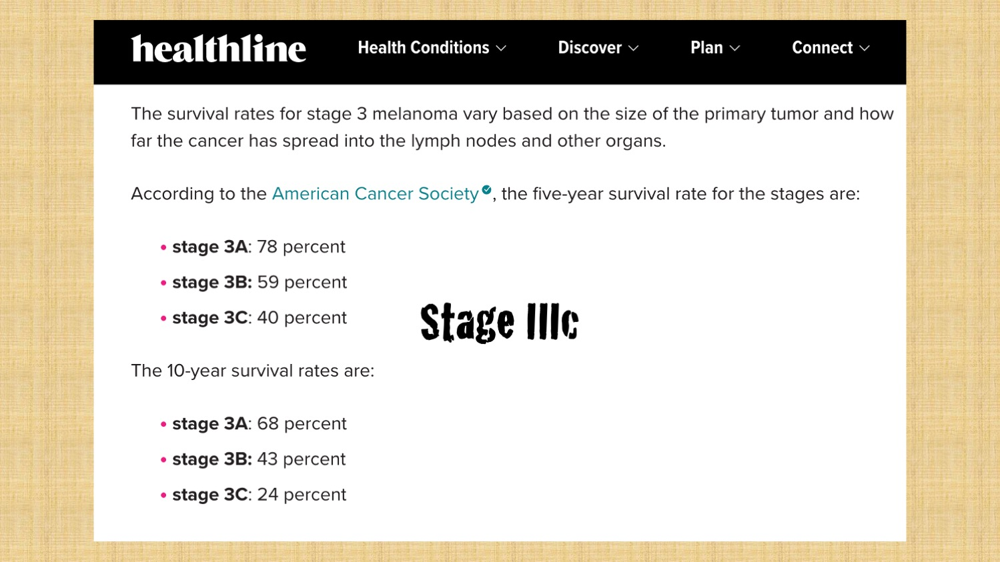 healthline Health Conditions Discover Plan Connect
The survival rates for stage 3 melanoma vary based on the size of the primary tumor and how
far the cancer has spread into the lymph nodes and other organs.
According to the American Cancer Society, the five-year survival rate for the stages are:
• stage 3A: 78 percent
• stage 3B: 59 percent
• stage 3C: 40 percent
Stage IIIc
The 10-year survival rates are:
• stage 3A: 68 percent
• stage 3B: 43 percent
• stage 3C: 24 percent